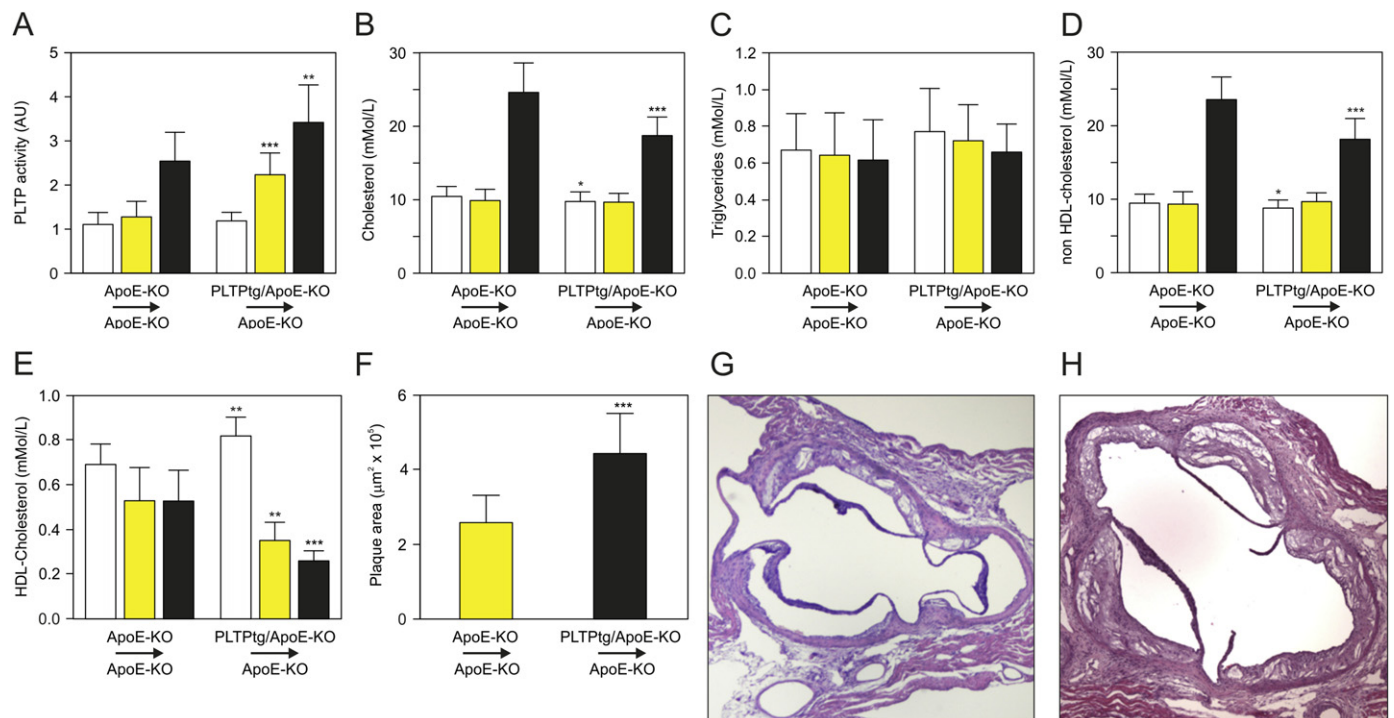 A
PLTP activity (AU)
5
4
3
2
1
0
***
**
ApoE-KO
PLTPtg/ApoE-KO
ApoE-KO
ApoE-KO
B
Cholesterol (mMol/L)
30
20
10
0
*
***
ApoE-KO
PLTPtg/ApoE-KO
ApoE-KO
ApoE-KO
C
Triglycerides (mMol/L)
1.2
1.0
0.8
0.6
0.4
0.2
0.0
ApoE-KO
PLTPtg/ApoE-KO
ApoE-KO
ApoE-KO
D
non HDL-cholesterol (mMol/L)
30
20
10
0
*
***
ApoE-KO
PLTPtg/ApoE-KO
ApoE-KO
ApoE-KO
E
HDL-Cholesterol (mMol/L)
1.0
0.8
0.6
0.4
0.2
0.0
**
**
***
ApoE-KO
PLTPtg/ApoE-KO
ApoE-KO
ApoE-KO
F
Plaque area (μm² x 10⁵)
6
4
2
0
***
ApoE-KO
PLTPtg/ApoE-KO
ApoE-KO
ApoE-KO
G
H